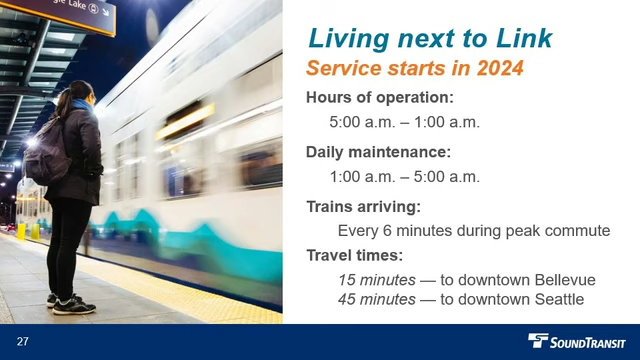 gle Lake
Living next to Link
Service starts in 2024
Hours of operation:
5:00 a.m. – 1:00 a.m.
Daily maintenance:
1:00 a.m. – 5:00 a.m.
Trains arriving:
Every 6 minutes during peak commute
Travel times:
15 minutes — to downtown Bellevue
45 minutes — to downtown Seattle
27
SOUNDTRANSIT